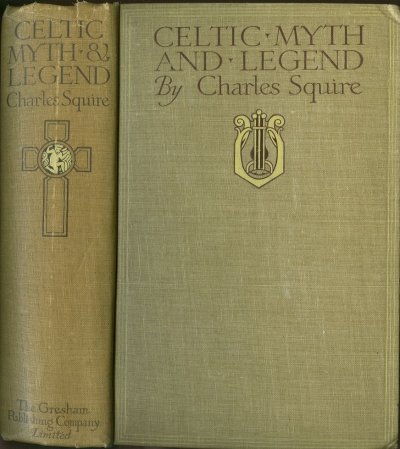 CELTIC
MYTH · &
LEGEND
Charles Squire
The Gresham
Publishing Company
Limited
CELTIC · MYTH
AND · LEGEND
By Charles Squire